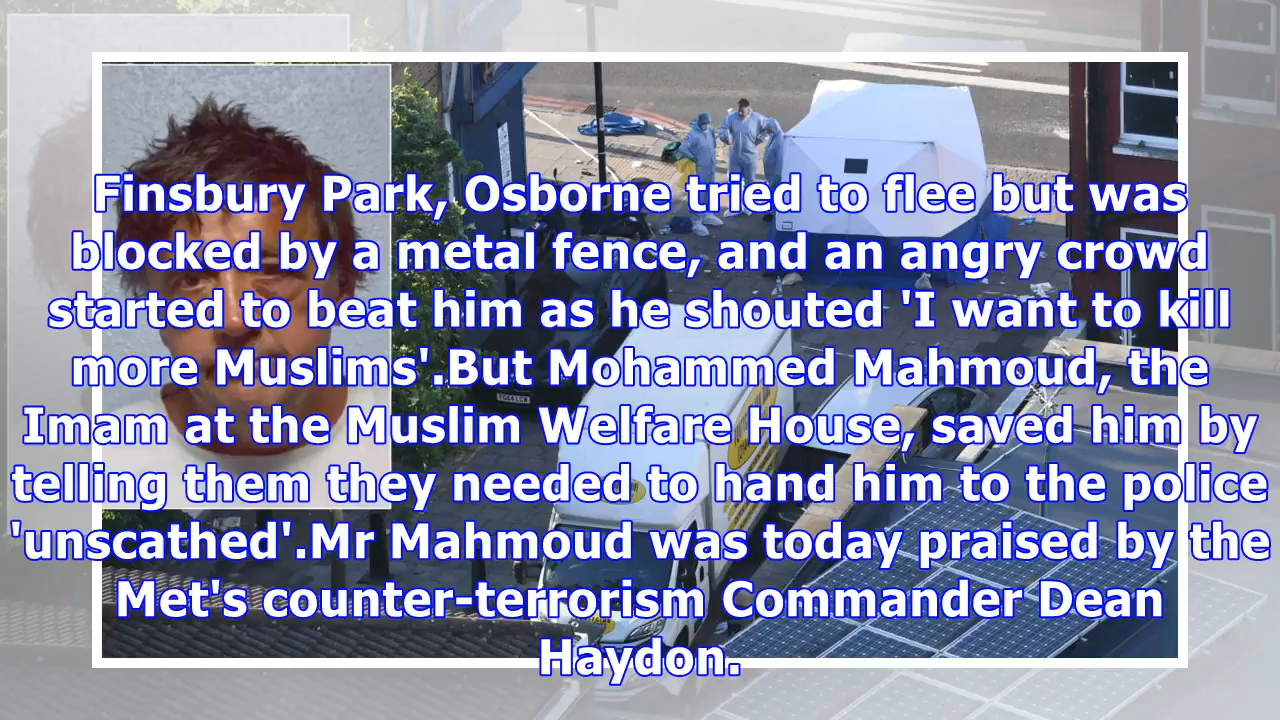 Finsbury Park, Osborne tried to flee but was
blocked by a metal fence, and an angry crowd
started to beat him as he shouted 'I want to kill
more Muslims'.But Mohammed Mahmoud, the
Imam at the Muslim Welfare House, saved him by
telling them they needed to hand him to the police
'unscathed'.Mr Mahmoud was today praised by the
Met's counter-terrorism Commander Dean
Haydon.